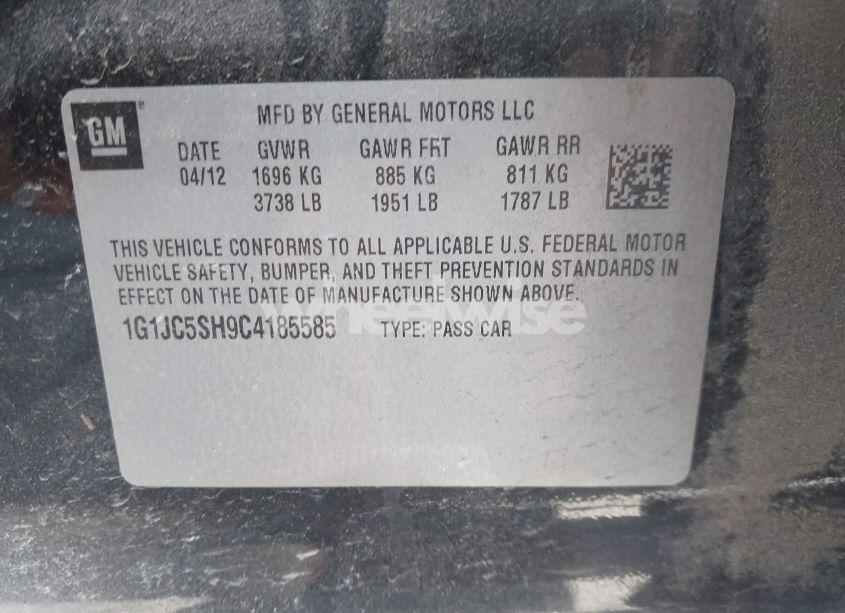 GM
MFD BY GENERAL MOTORS LLC
DATE GVWR GAWR FRT GAWR RR
04/12 1696 KG 885 KG 811 KG
3738 LB 1951 LB 1787 LB
THIS VEHICLE CONFORMS TO ALL APPLICABLE U.S. FEDERAL MOTOR
VEHICLE SAFETY, BUMPER, AND THEFT PREVENTION STANDARDS IN
EFFECT ON THE DATE OF MANUFACTURE SHOWN ABOVE.
wheelwise
1G1JC5SH9C4185585 TYPE: PASS CAR